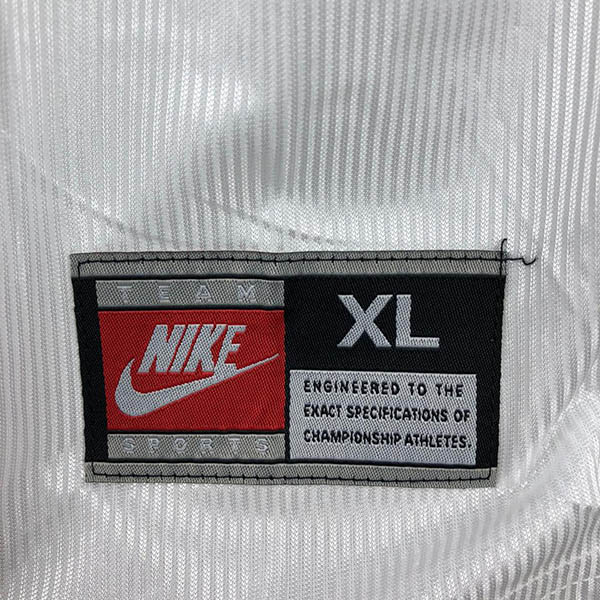 TEAM
NIKE
SPORTS
XL
ENGINEERED TO THE
EXACT SPECIFICATIONS OF
CHAMPIONSHIP ATHLETES.